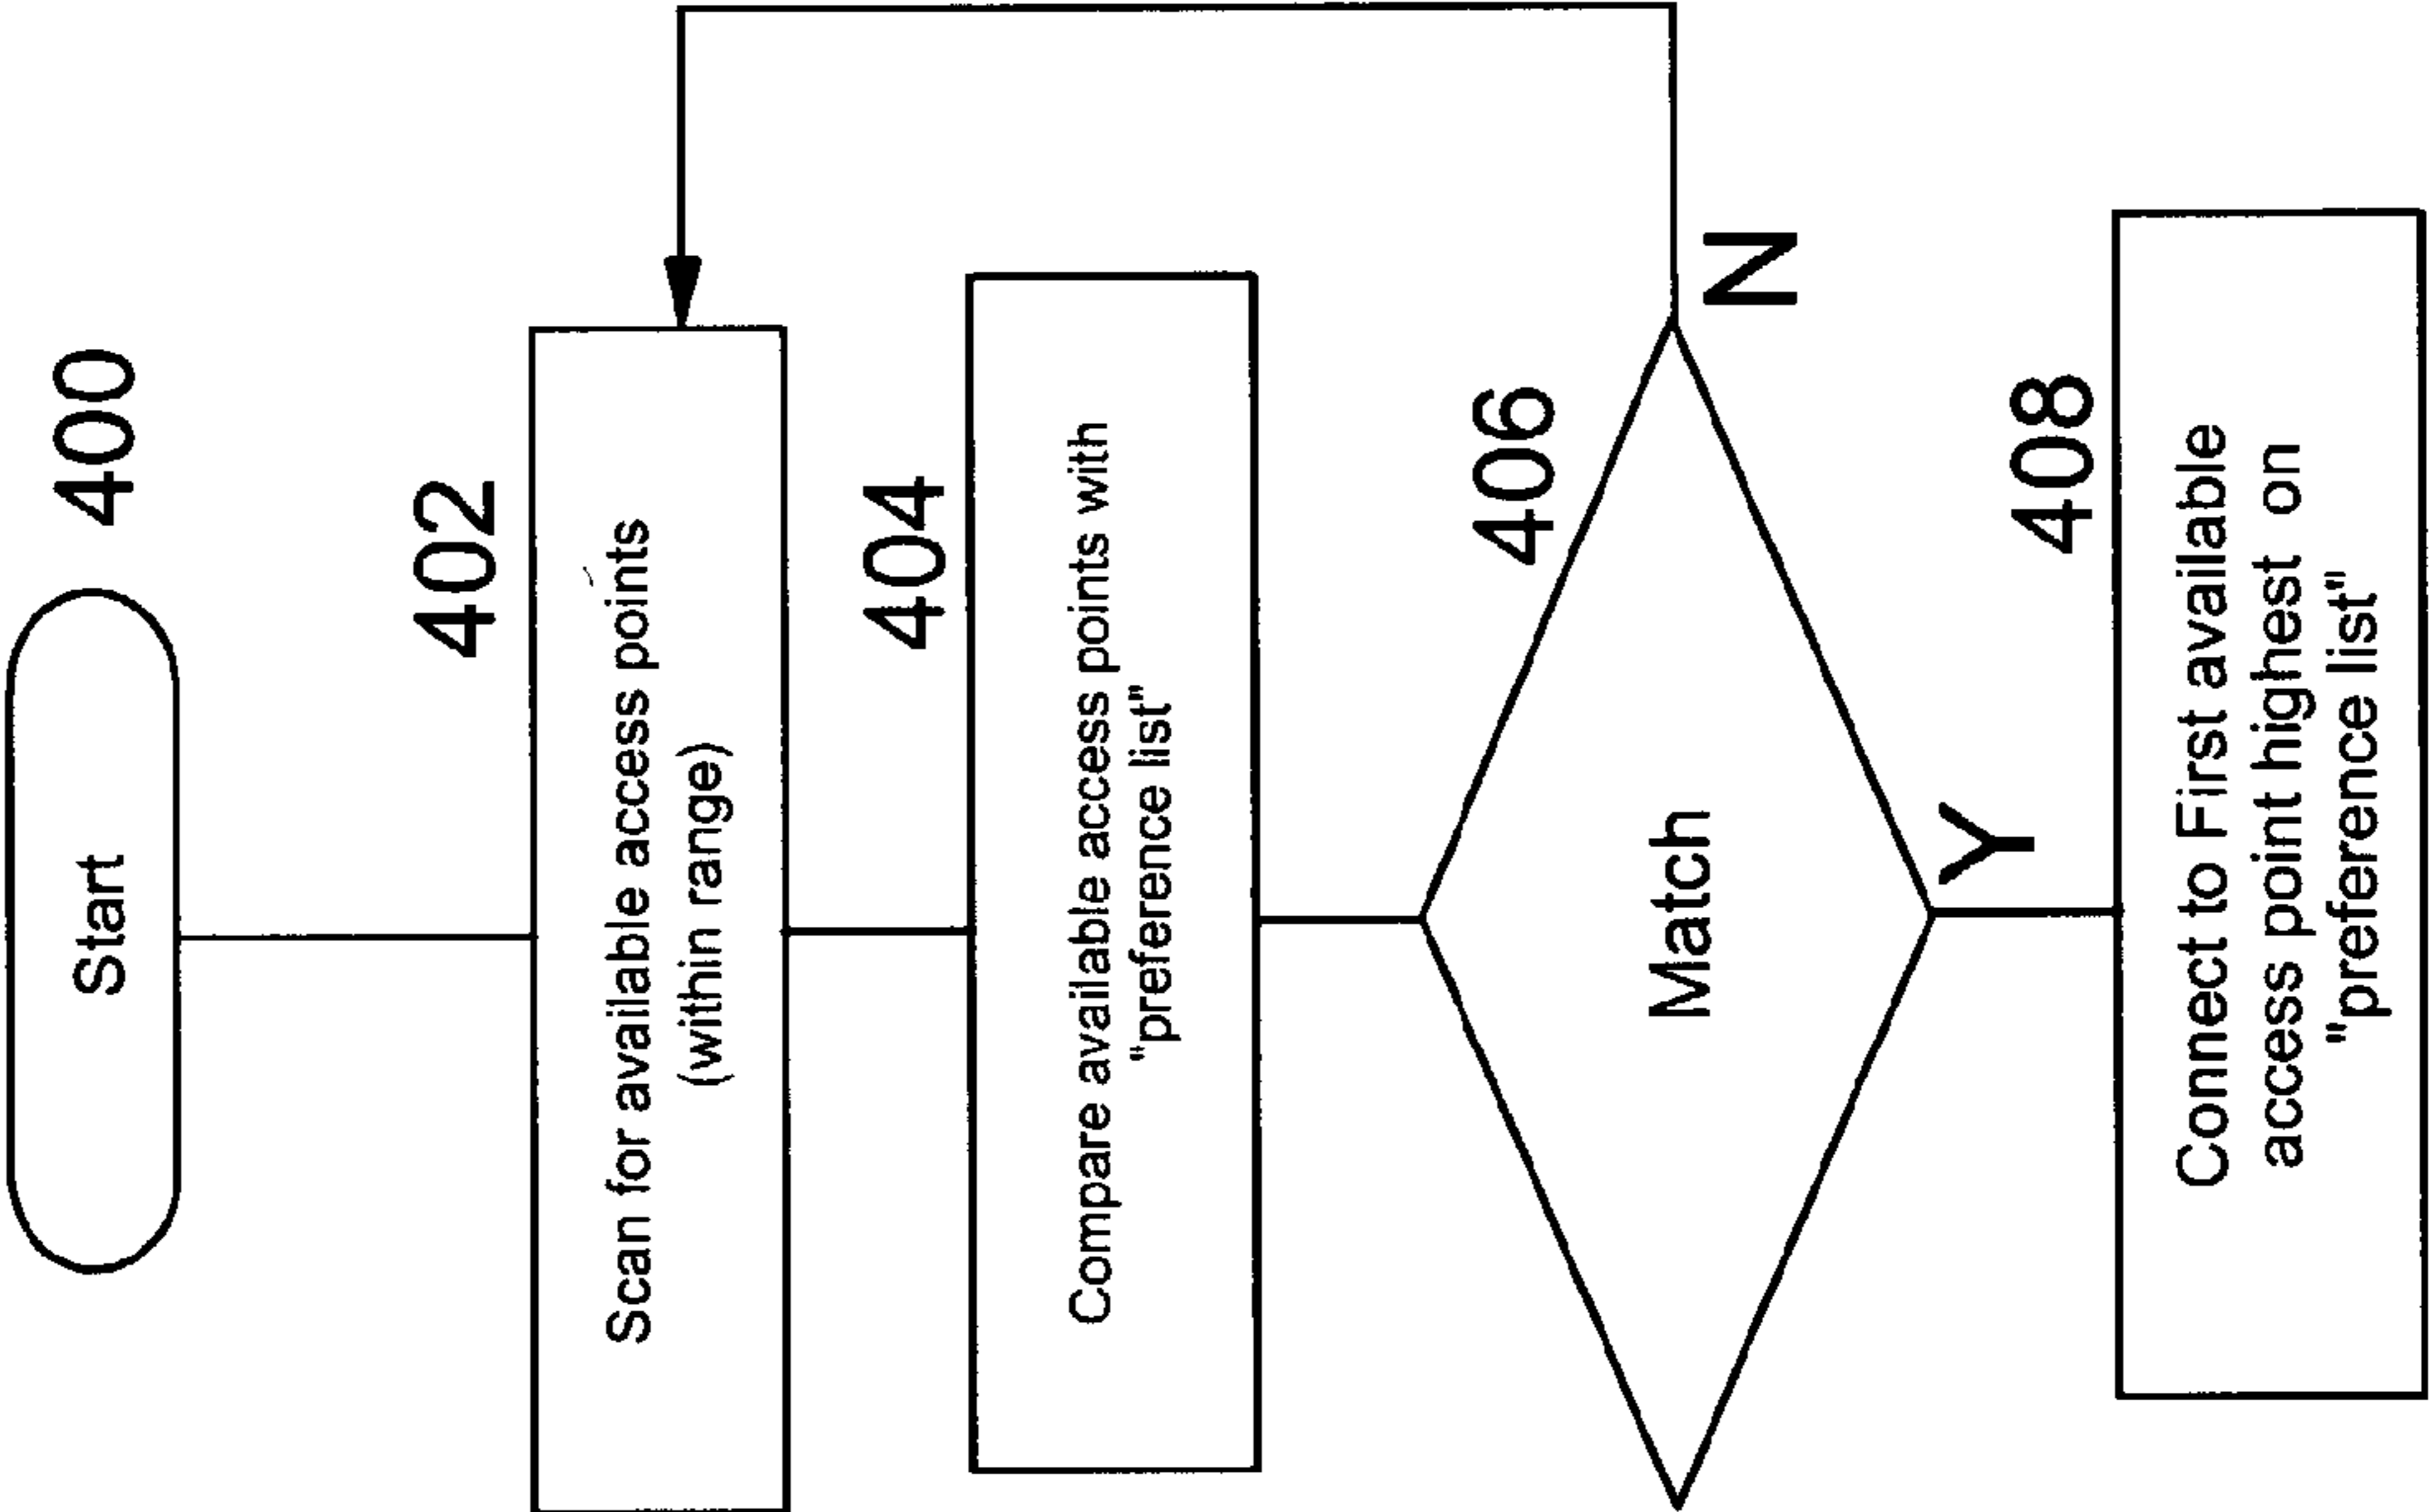 Start
400
402
Scan for available access points
(within range)
404
Compare available access points with
"preference list"
406
Match
N
Y
408
Connect to First available
access point highest on
"preference list"